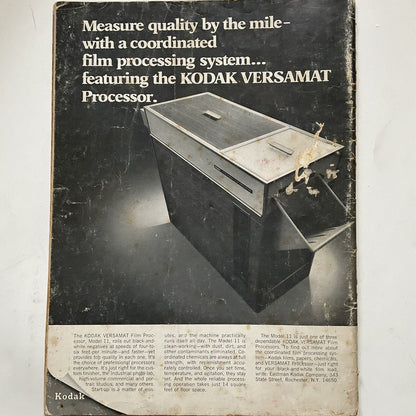 Measure quality by the mile–
with a coordinated
film processing system...
featuring the KODAK VERSAMAT
Processor.
The KODAK VERSAMAT Film Proc-
essor, Model 11, rolls out black-and-
white negatives at speeds of four-to
six feet-per minute—and faster—yet
provides top quality in each one. It's
the choice of professional processors
everywhere. It's just right for the cus-
tom finisher, the
high-volume commercial and por-
trait studios, and many others.
Start-up is a matter of
utes, and the machine practically
runs itself all day. The Model 11 is
clean-working—with dust, dirt, and
other contaminants eliminated. Co-
ordinated chemicals are always at full
strength, with replenishment accu-
rately controlled. Once you set time,
temperature, and agitation, they stay
set. And the whole reliable process-
ing operation takes just 14 square
feet of floor space.
The Model 11 is just one of three
dependable KODAK VERSAMAT Film
Processors. To find out more about
the coordinated film processing sys-
tem—Kodak films, papers, chemicals,
and VERSAMAT Processor—just right
for your black-and-white film load,
write: Eastman Kodak Company, 343
State Street, Rochester, N.Y. 14650.
Kodak